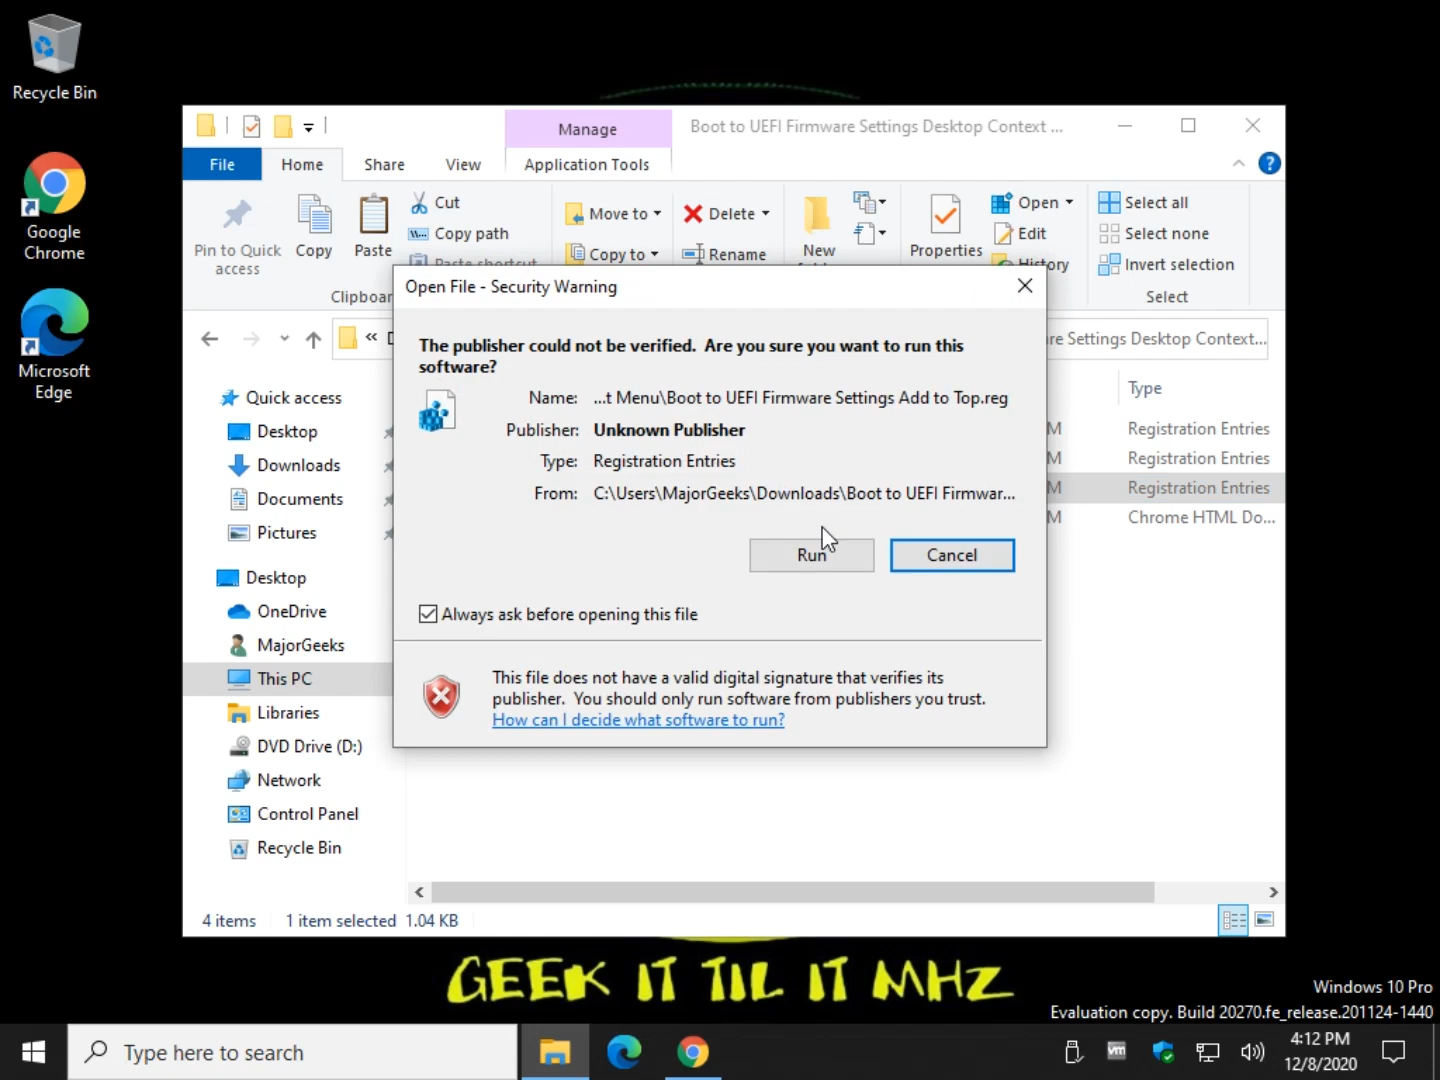 Recycle Bin
Google
Chrome
Microsoft
Edge
Manage
Boot to UEFI Firmware Settings Desktop Context ...
File
Home
Share
View
Application Tools
Pin to Quick
access
Copy
Paste
Cut
Copy path
Paste shortcut
Move to
Copy to
Delete
Rename
New
Properties
Open
Edit
History
Select all
Select none
Invert selection
Clipboar
Select
« D
re Settings Desktop Context...
Type
M Registration Entries
M Registration Entries
M Registration Entries
M Chrome HTML Do...
Quick access
Desktop
Downloads
Documents
Pictures
Desktop
OneDrive
MajorGeeks
This PC
Libraries
DVD Drive (D:)
Network
Control Panel
Recycle Bin
Open File - Security Warning
The publisher could not be verified. Are you sure you want to run this
software?
Name: ...t Menu\Boot to UEFI Firmware Settings Add to Top.reg
Publisher: Unknown Publisher
Type: Registration Entries
From: C:\Users\MajorGeeks\Downloads\Boot to UEFI Firmwar...
Run
Cancel
Always ask before opening this file
This file does not have a valid digital signature that verifies its
publisher. You should only run software from publishers you trust.
How can I decide what software to run?
4 items 1 item selected 1.04 KB
GEEK IT TIL IT MHZ
Windows 10 Pro
Evaluation copy. Build 20270.fe_release.201124-1440
Type here to search
vm
4:12 PM
12/8/2020